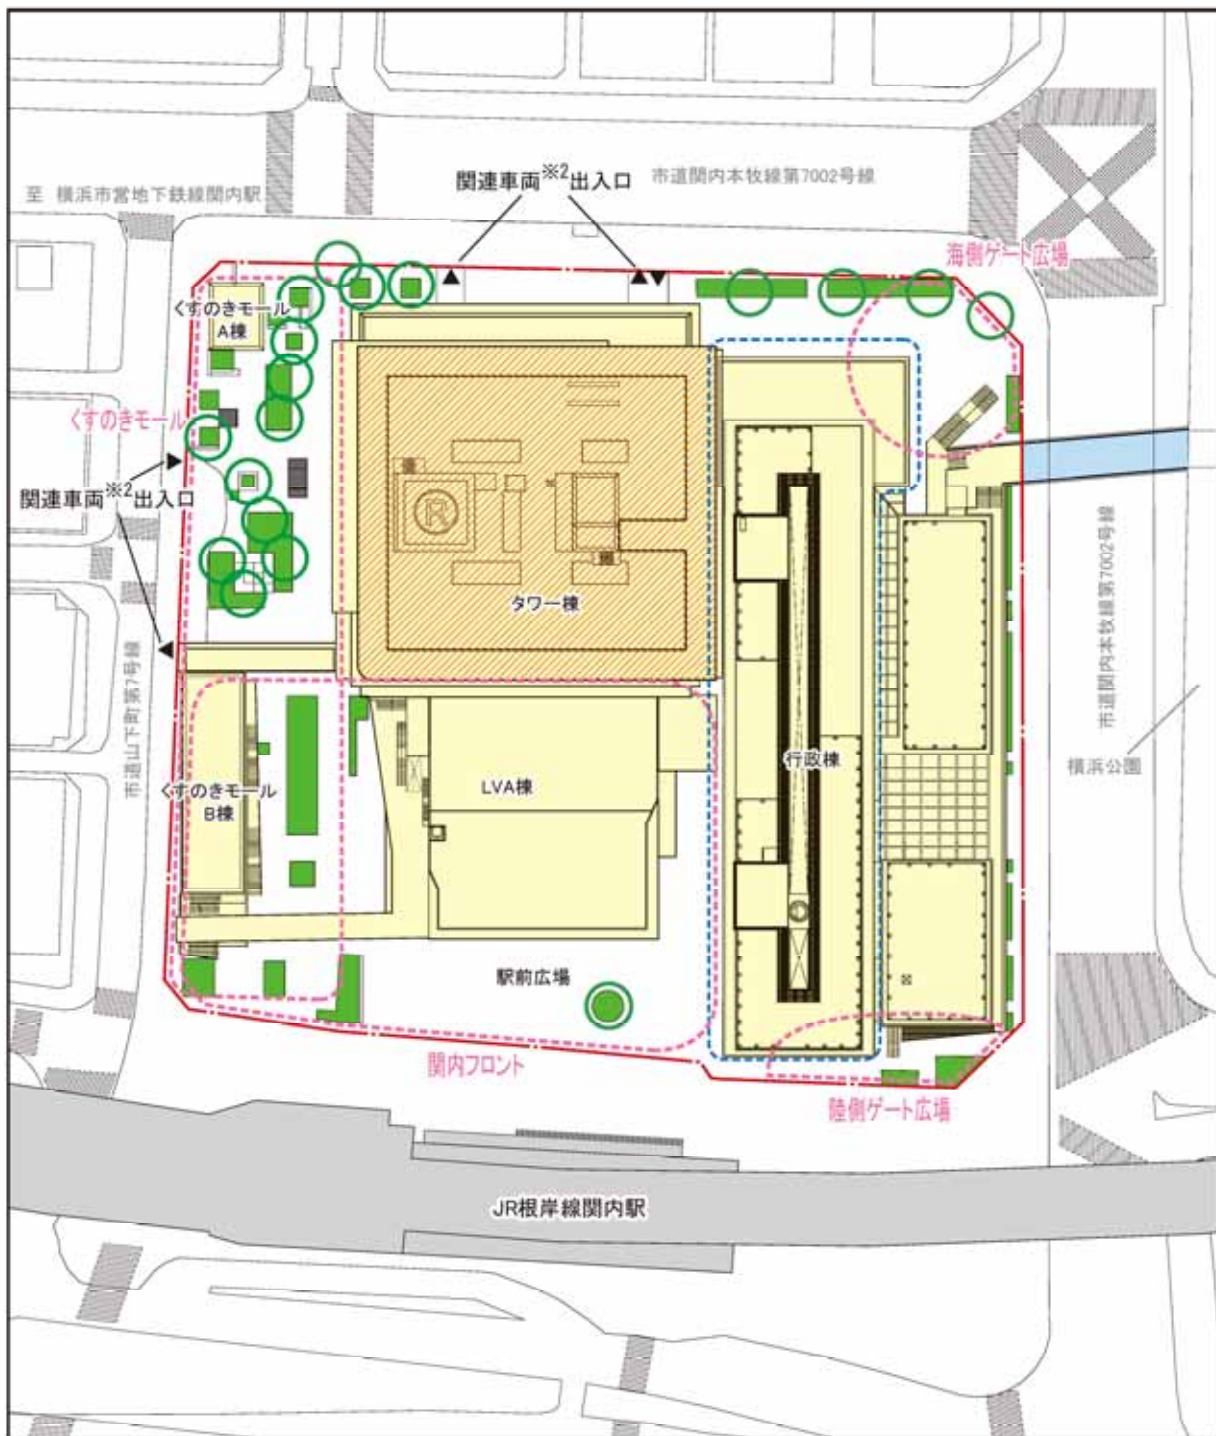 関連車両※2出入口
市道関内本牧線第7002号線
至 横浜市営地下鉄線関内駅
海側ゲート広場
くすのきモール
A棟
くすのきモール
関連車両※2出入口
R
タワー棟
市道山下町第7号線
市道関内本牧線第7002号線
横浜公園
くすのきモール
B棟
LVA棟
行政棟
駅前広場
関内フロント
陸側ゲート広場
JR根岸線関内駅